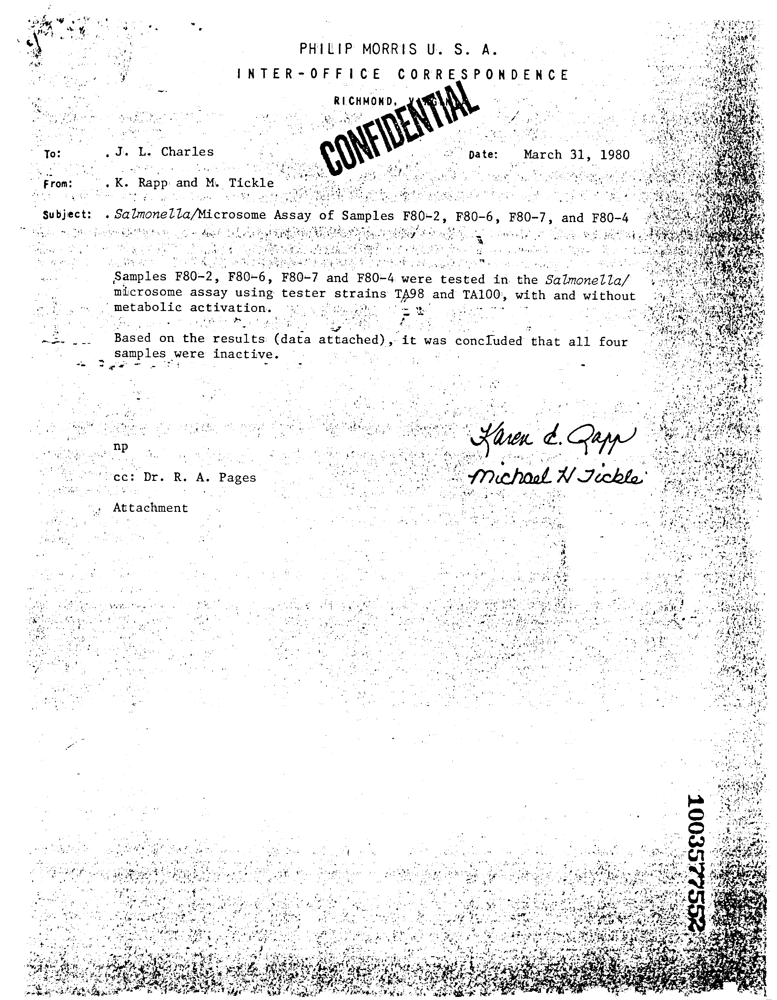 PHILIP MORRIS U. S. A.
INTER-OFFICE CORRESPONDENCE
RICHMOND, VIRGINIA
CONFIDENTIAL
To: . J. L. Charles Date: March 31, 1980
From: . K. Rapp and M. Tickle
Subject: . Salmonella/Microsome Assay of Samples F80-2, F80-6, F80-7, and F80-4
Samples F80-2, F80-6, F80-7 and F80-4 were tested in the Salmonella/
microsome assay using tester strains TA98 and TA100, with and without
metabolic activation.
Based on the results (data attached), it was concluded that all four
samples were inactive.
Karen E. Rapp
np
Michael H Tickle
cc: Dr. R. A. Pages
Attachment
1003577552